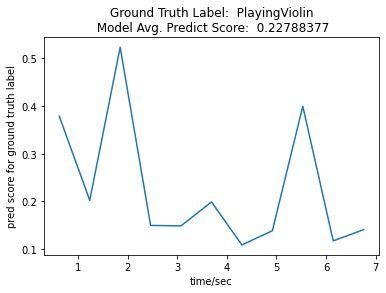 Ground Truth Label:  PlayingViolin
Model Avg. Predict Score:  0.22788377
pred score for ground truth label
0.5
0.4
0.3
0.2
0.1
1 2 3 4 5 6 7
time/sec